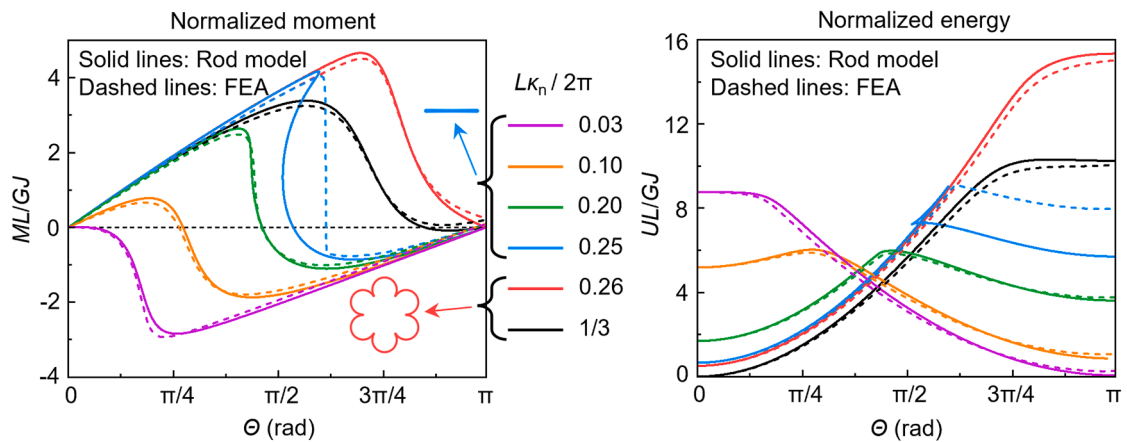 Normalized moment
Solid lines: Rod model
Dashed lines: FEA
ML/GJ
4
2
0
-2
-4
0
π/4
π/2
3π/4
π
Θ (rad)
Lκn / 2π
0.03
0.10
0.20
0.25
0.26
1/3
Normalized energy
Solid lines: Rod model
Dashed lines: FEA
UL/GJ
16
12
8
4
0
0
π/4
π/2
3π/4
π
Θ (rad)